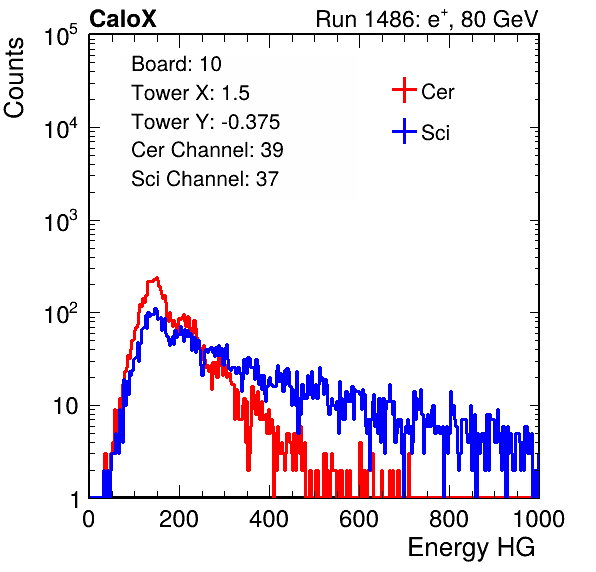 CaloX Run 1486: e⁺, 80 GeV
Counts
10⁵
10⁴
10³
10²
10
1
Board: 10
Tower X: 1.5
Tower Y: -0.375
Cer Channel: 39
Sci Channel: 37
Cer
Sci
0 200 400 600 800 1000
Energy HG